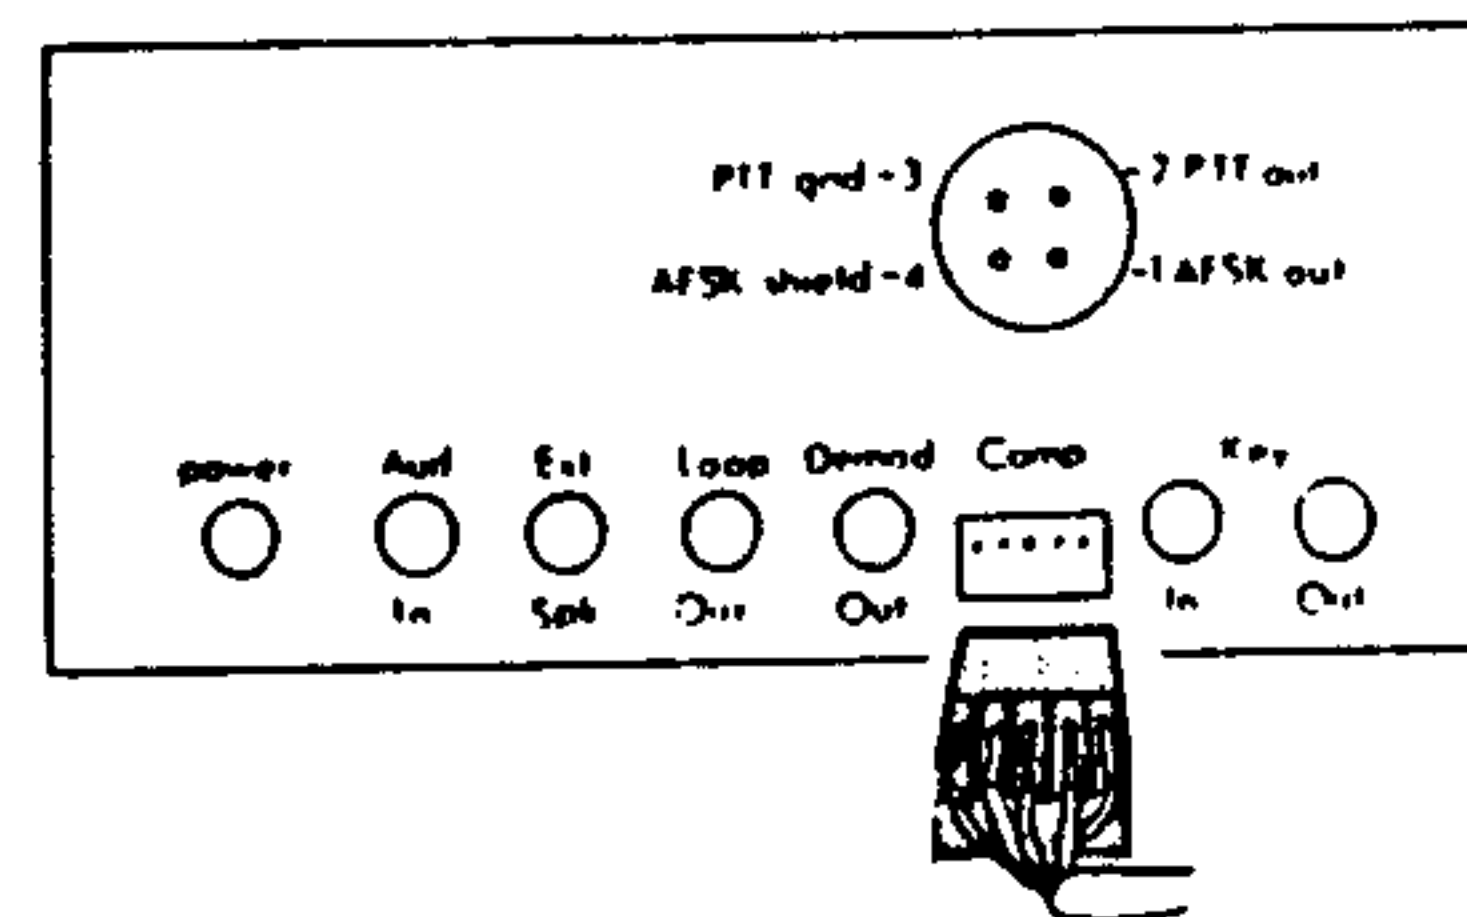 PTT gnd - 3
- 2 PTT out
AFSK shield - 4
- 1 AFSK out
power Aud Ext Loop Demod Comp Key
In Spk Out Out In Out